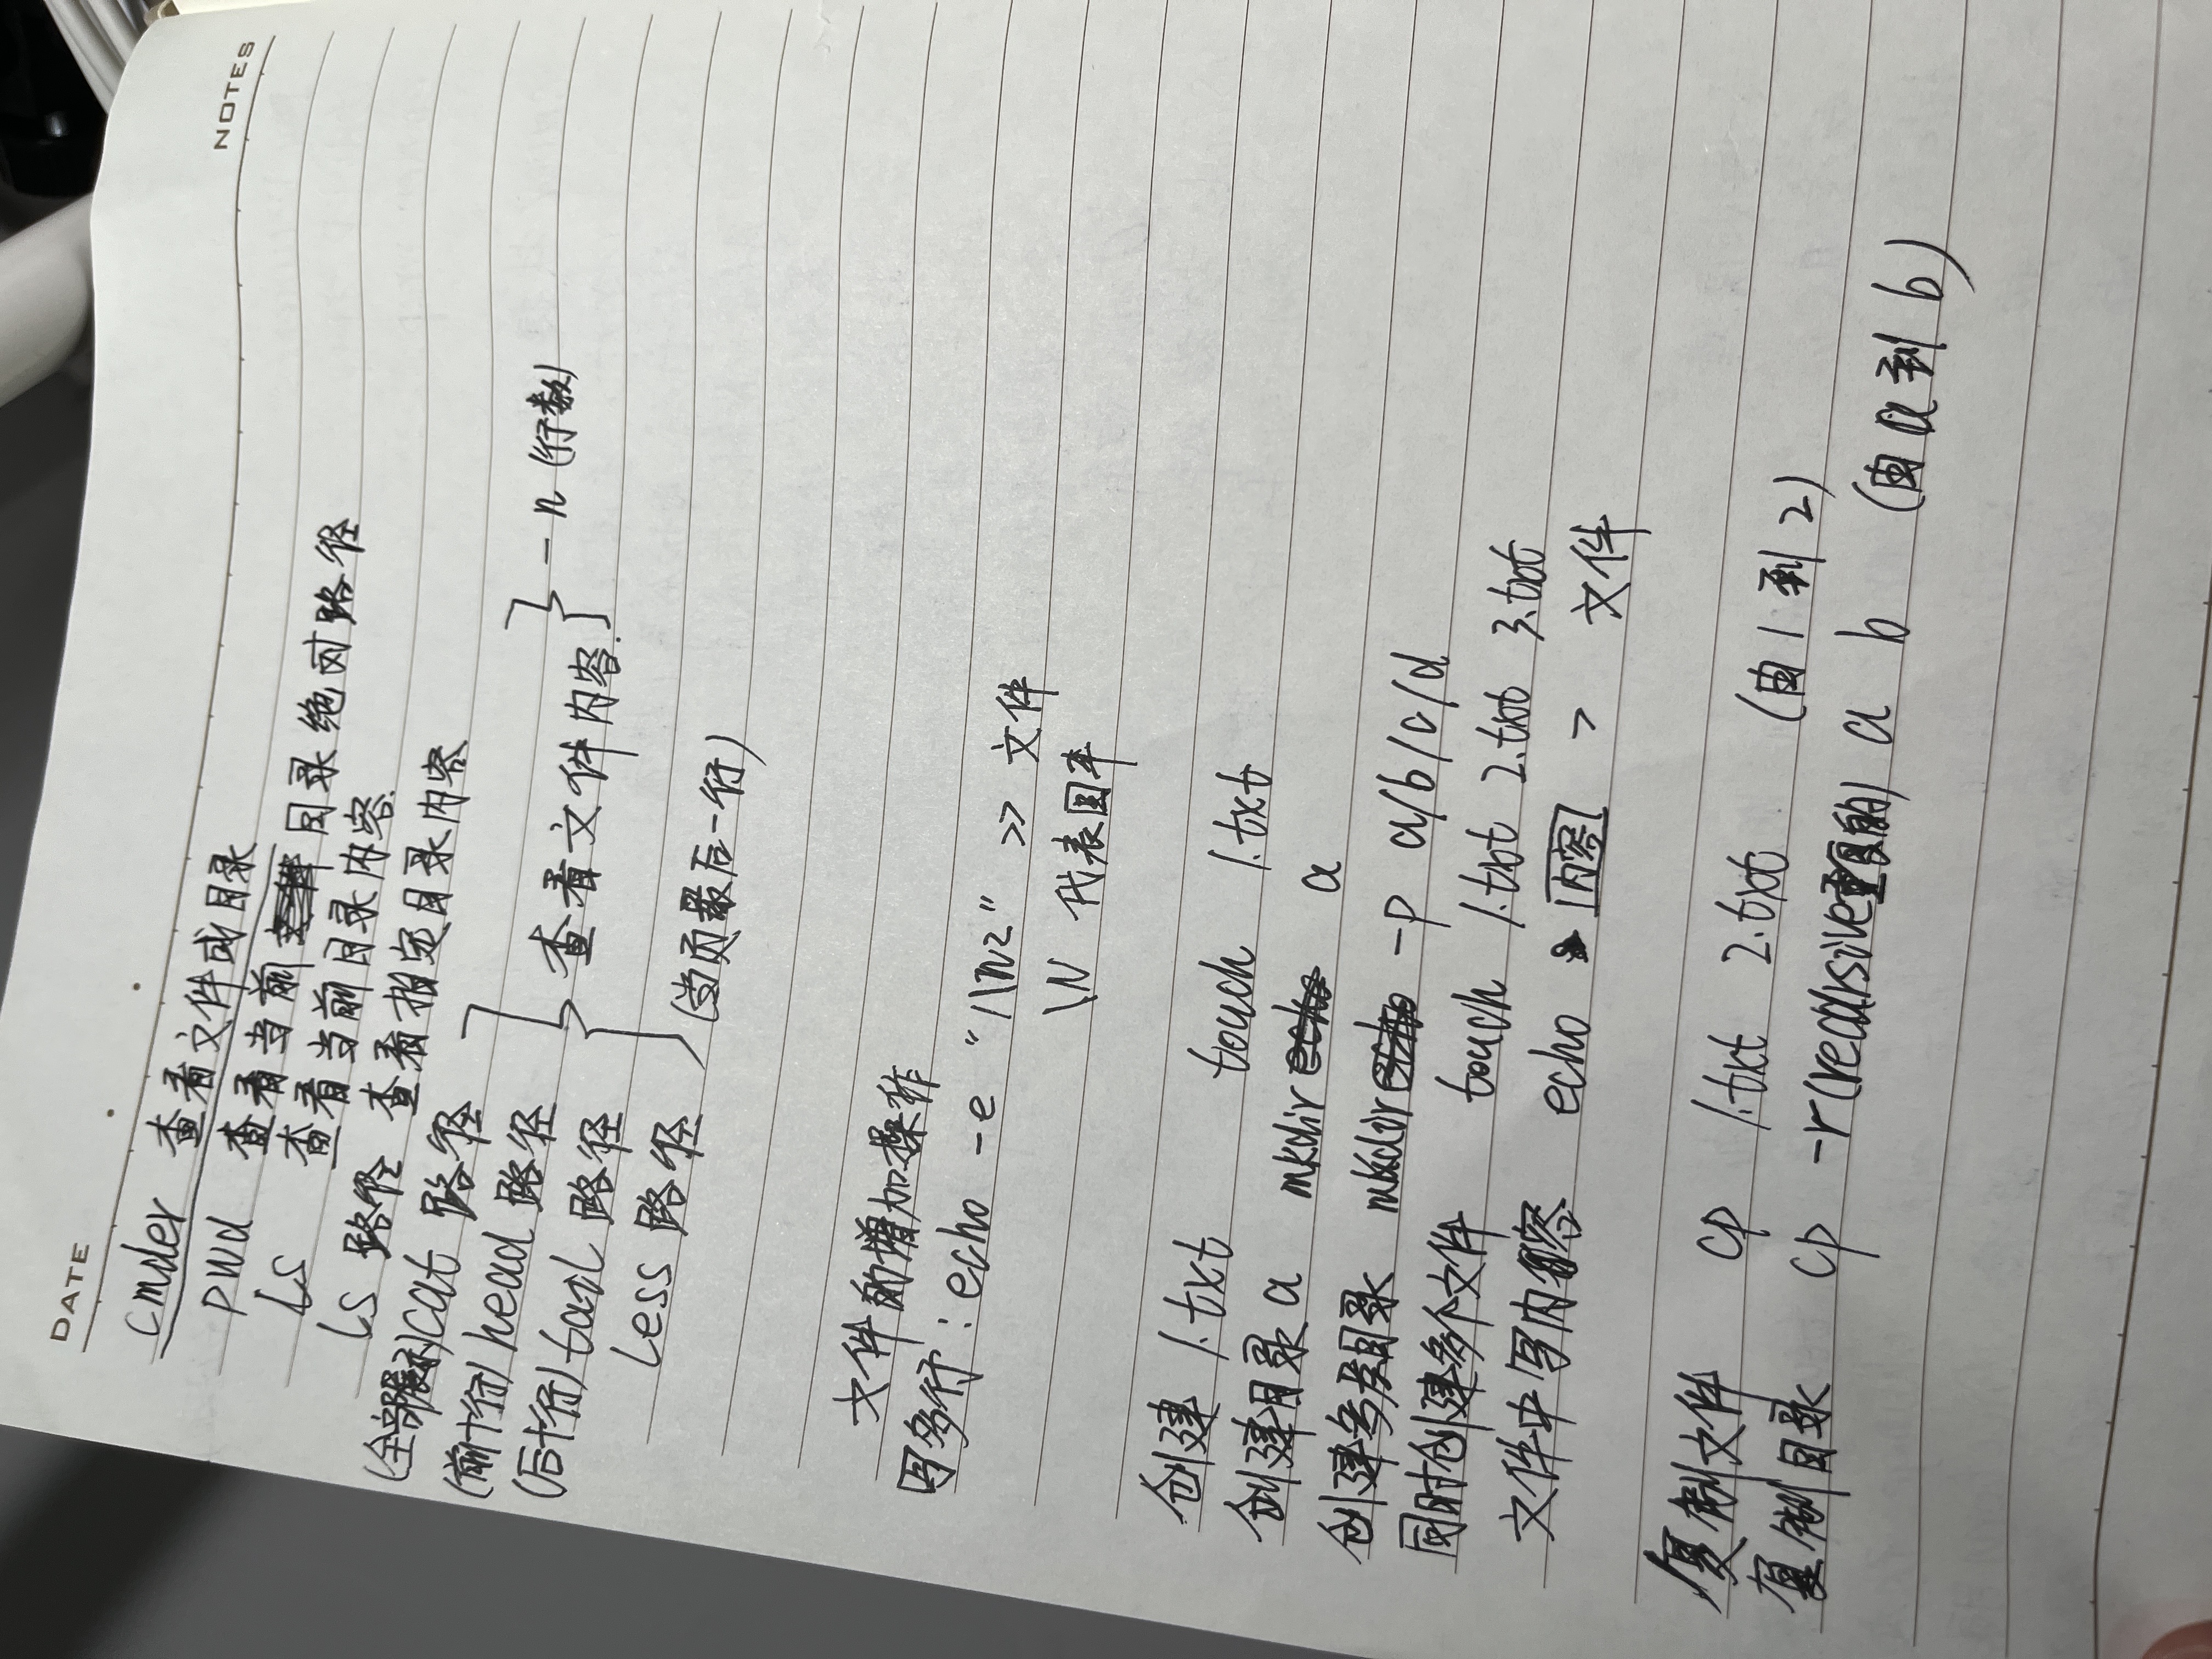 DATE
NOTES
cmder 查看文件或目录
pwd 查看当前目录绝对路径
ls 查看当前目录内容.
ls 路径 查看指定目录内容
(全部展示) cat 路径
(前十行) head 路径
查看文件内容. -n (行数)
(后十行) tail 路径
less 路径 (当页最后一行)
文件的增加操作
写多行: echo -e "1\n2" >> 文件
\N 代表回车
创建 1.txt touch 1.txt
创建目录 a mkdir a
创建多层目录 mkdir -p a/b/c/d
同时创建多个文件 touch 1.txt 2.txt 3.txt
文件中写内容 echo 内容 > 文件
复制文件 cp 1.txt 2.txt (由1到2)
复制目录 cp -r (recursive重复的) a b (由a到b)